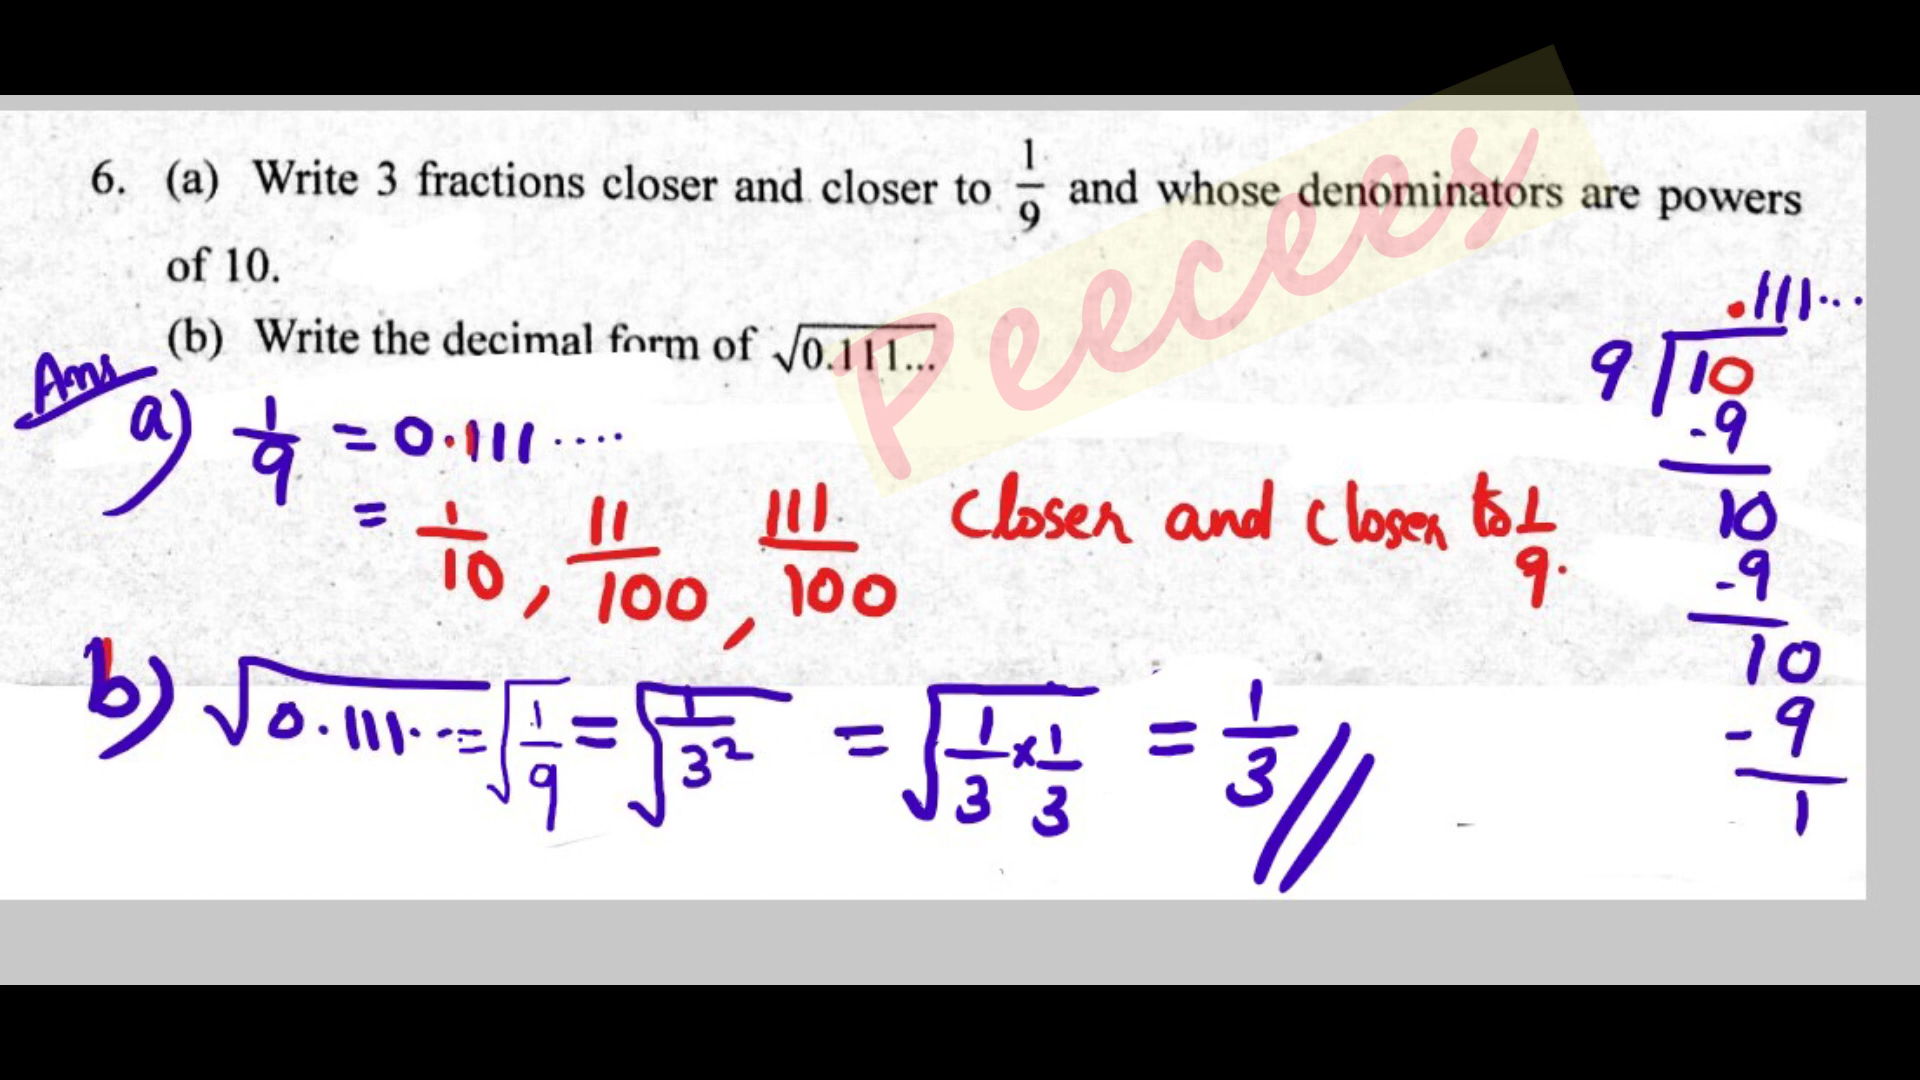 6. (a) Write 3 fractions closer and closer to 1/9 and whose denominators are powers
of 10.
(b) Write the decimal form of √0.111...
Peecees
Ans
a) 1/9 = 0.111 ....
= 1/10, 11/100, 111/100 closer and closer to 1/9.
b) √0.111... = √1/9 = √1/3² = √1/3 × 1/3 = 1/3 //
.111...
9 10
-9
10
-9
10
-9
1